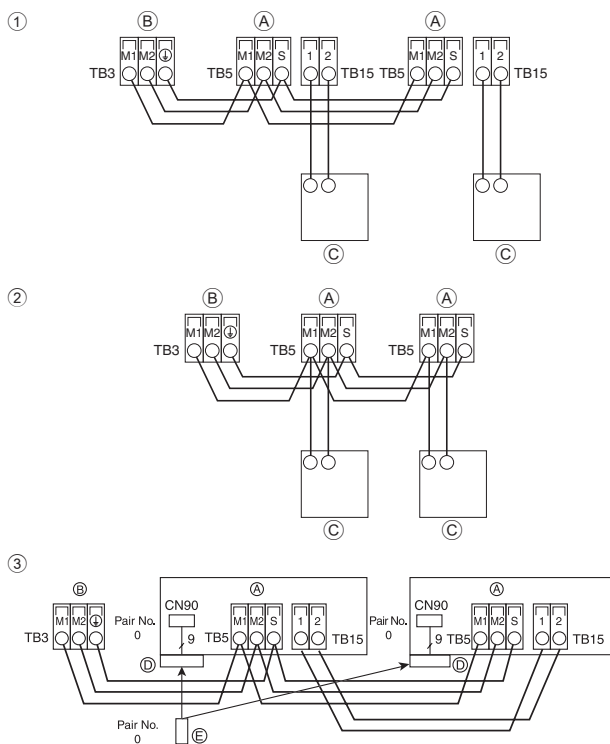 ① Ⓑ Ⓐ Ⓐ
M1 M2 M1 M2 S 1 2 M1 M2 S 1 2
TB3 TB5 TB15 TB5 TB15
Ⓒ Ⓒ
② Ⓑ Ⓐ Ⓐ
M1 M2 M1 M2 S M1 M2 S
TB3 TB5 TB5
Ⓒ Ⓒ
③
Ⓑ Ⓐ Ⓐ
CN90 CN90
M1 M2 Pair No. M1 M2 S 1 2 Pair No. M1 M2 S 1 2
TB3 0 9 TB5 TB15 0 9 TB5 TB15
Ⓓ Ⓓ
Pair No.
0 Ⓔ